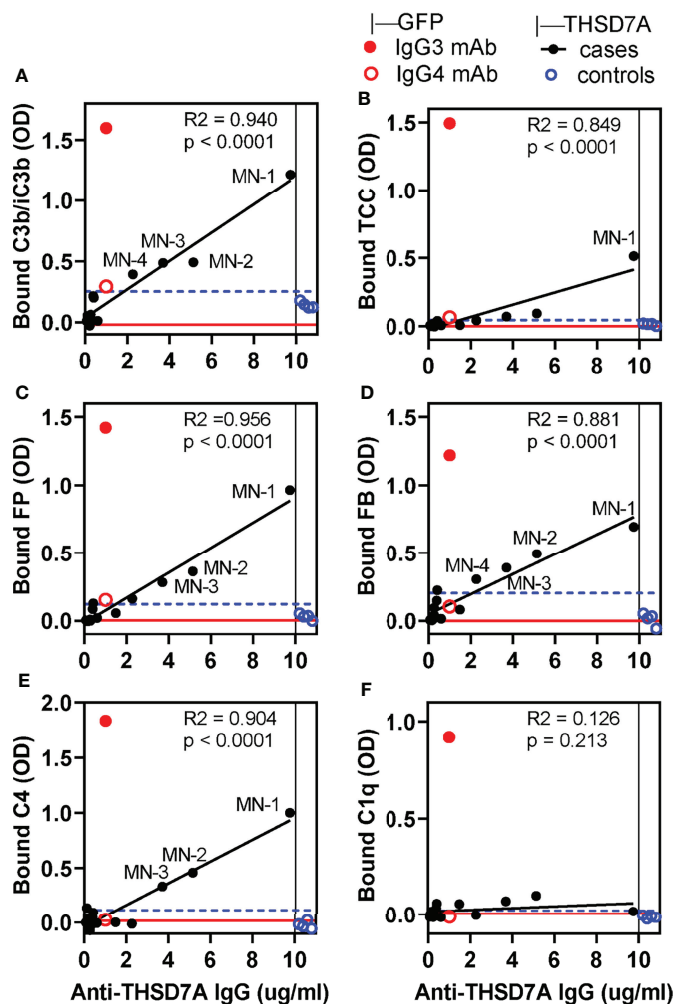 |—GFP |—THSD7A
IgG3 mAb cases
IgG4 mAb controls
A
Bound C3b/iC3b (OD)
1.5
1.0
0.5
0.0
R2 = 0.940
p < 0.0001
MN-1
MN-3
MN-4
MN-2
0 2 4 6 8 10
B
Bound TCC (OD)
1.5
1.0
0.5
0.0
R2 = 0.849
p < 0.0001
MN-1
0 2 4 6 8 10
C
Bound FP (OD)
1.5
1.0
0.5
0.0
R2 =0.956
p < 0.0001
MN-1
MN-2
MN-3
0 2 4 6 8 10
D
Bound FB (OD)
1.5
1.0
0.5
0.0
R2 = 0.881
p < 0.0001
MN-1
MN-2
MN-4
MN-3
0 2 4 6 8 10
E
Bound C4 (OD)
2.0
1.5
1.0
0.5
0.0
R2 = 0.904
p < 0.0001
MN-1
MN-2
MN-3
0 2 4 6 8 10
Anti-THSD7A IgG (ug/ml)
F
Bound C1q (OD)
1.0
0.5
0.0
R2 = 0.126
p = 0.213
0 2 4 6 8 10
Anti-THSD7A IgG (ug/ml)